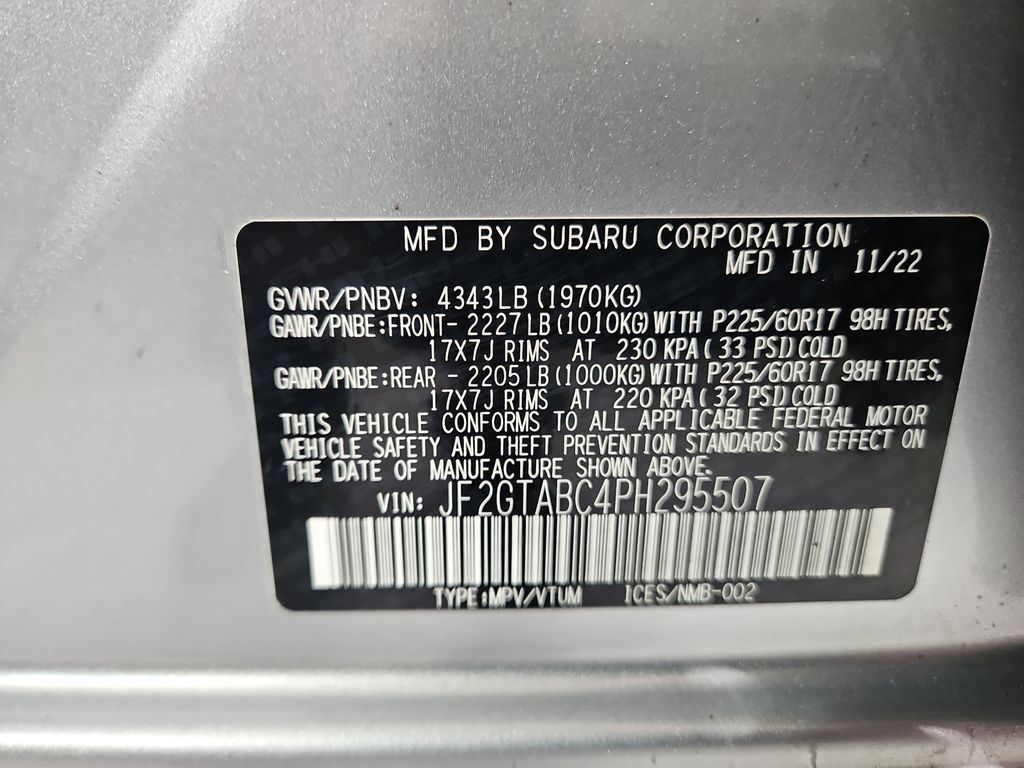 MFD BY SUBARU CORPORATION
MFD IN 11/22
GVWR/PNBV: 4343LB (1970KG)
GAWR/PNBE:FRONT- 2227LB (1010KG) WITH P225/60R17 98H TIRES,
17X7J RIMS AT 230 KPA ( 33 PSI) COLD
GAWR/PNBE:REAR - 2205LB (1000KG) WITH P225/60R17 98H TIRES,
17X7J RIMS AT 220 KPA ( 32 PSI) COLD
THIS VEHICLE CONFORMS TO ALL APPLICABLE FEDERAL MOTOR
VEHICLE SAFETY AND THEFT PREVENTION STANDARDS IN EFFECT ON
THE DATE OF MANUFACTURE SHOWN ABOVE.
VIN: JF2GTABC4PH295507
TYPE:MPV/VTUM ICES/NMB-002